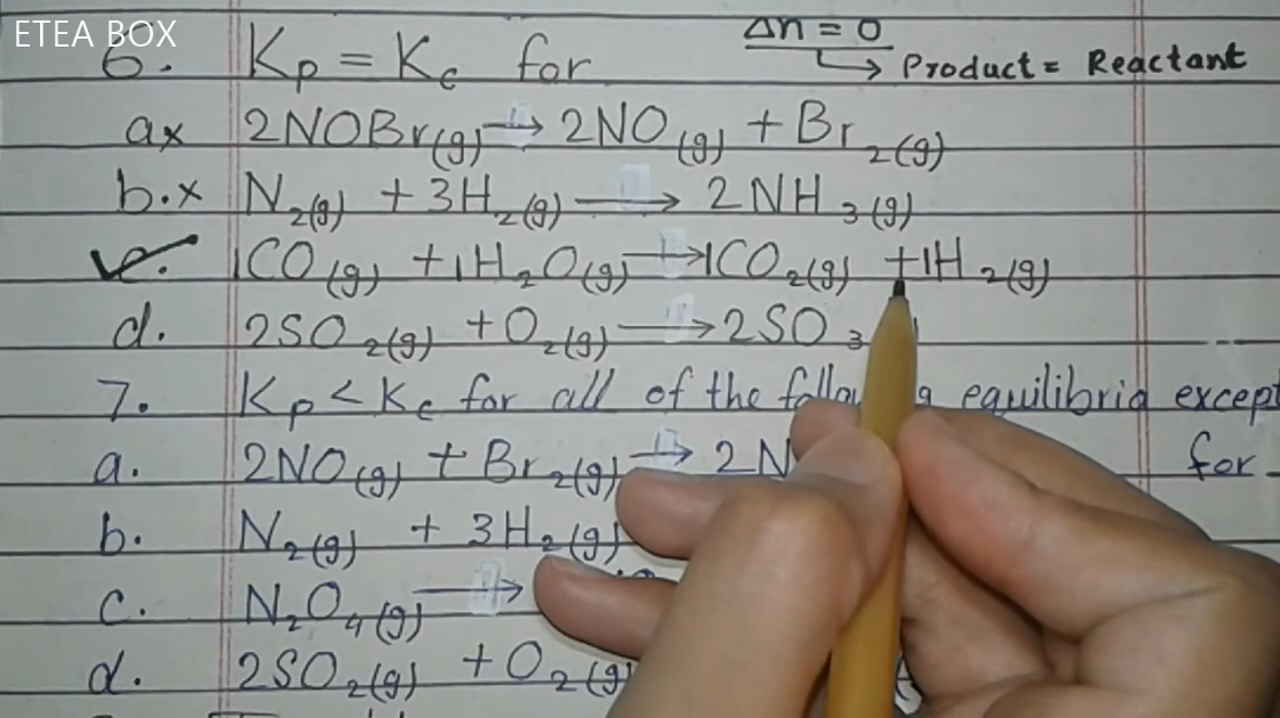 ETEA BOX
6. Kp = Kc for Δn = 0
→ Product = Reactant
ax 2NOBr(g) → 2NO(g) + Br2(g)
b.x N2(g) + 3H2(g) → 2NH3(g)
c. 1CO(g) + 1H2O(g) → 1CO2(g) + 1H2(g)
d. 2SO2(g) + O2(g) → 2SO3
7. Kp < Kc for all of the equilibria except
for
a. 2NO(g) + Br2(g) → 2N
b. N2(g) + 3H2(g)
c. N2O4(g) →
d. 2SO2(g) + O2(g)